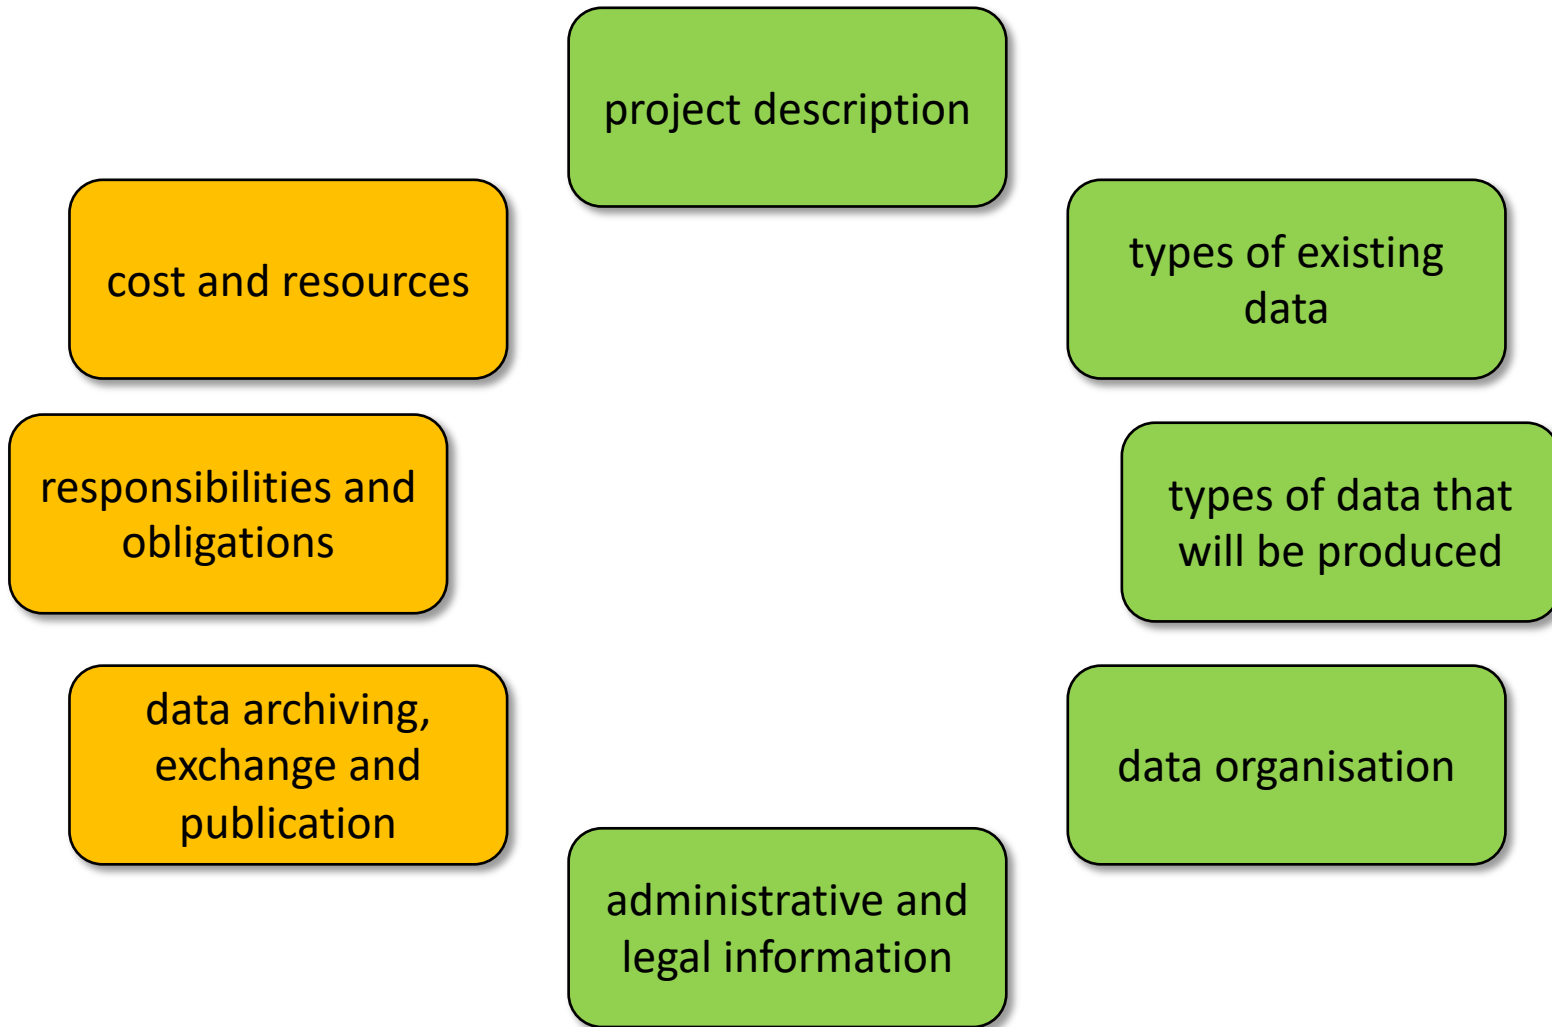 project description
cost and resources
types of existing
data
responsibilities and
obligations
types of data that
will be produced
data archiving,
exchange and
publication
data organisation
administrative and
legal information